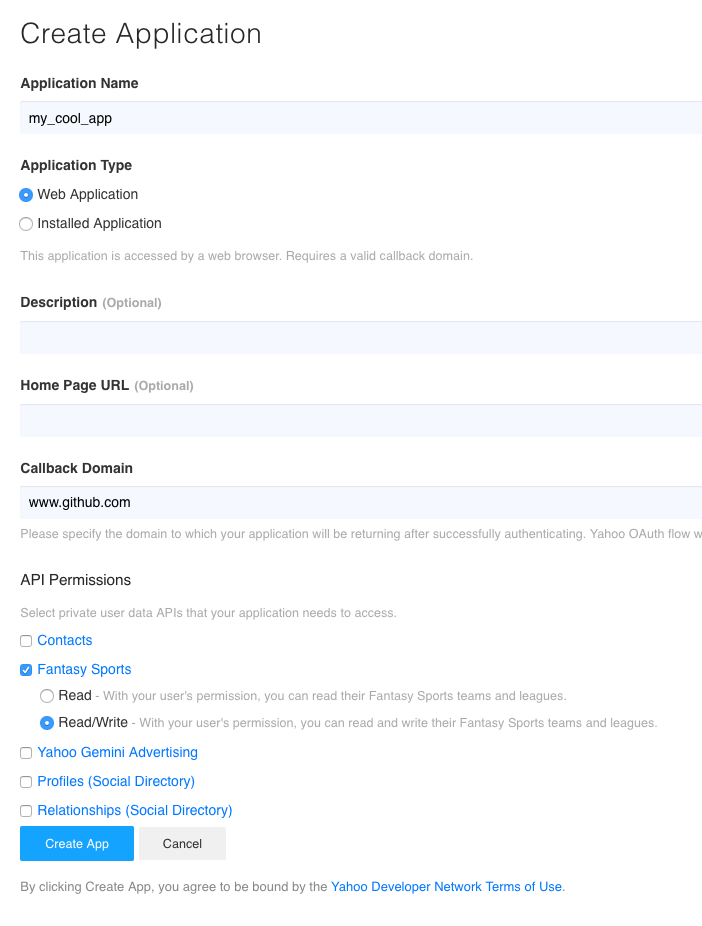 Create Application
Application Name
my_cool_app
Application Type
Web Application
Installed Application
This application is accessed by a web browser. Requires a valid callback domain.
Description (Optional)
Home Page URL (Optional)
Callback Domain
www.github.com
Please specify the domain to which your application will be returning after successfully authenticating. Yahoo OAuth flow w
API Permissions
Select private user data APIs that your application needs to access.
Contacts
Fantasy Sports
Read - With your user's permission, you can read their Fantasy Sports teams and leagues.
Read/Write - With your user's permission, you can read and write their Fantasy Sports teams and leagues.
Yahoo Gemini Advertising
Profiles (Social Directory)
Relationships (Social Directory)
Create App Cancel
By clicking Create App, you agree to be bound by the Yahoo Developer Network Terms of Use.